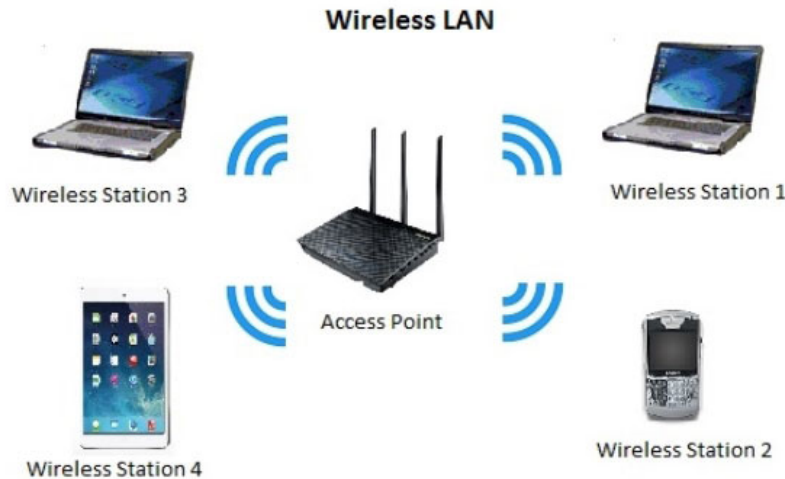 Wireless LAN
Wireless Station 3
Wireless Station 1
Access Point
Wireless Station 4
Wireless Station 2